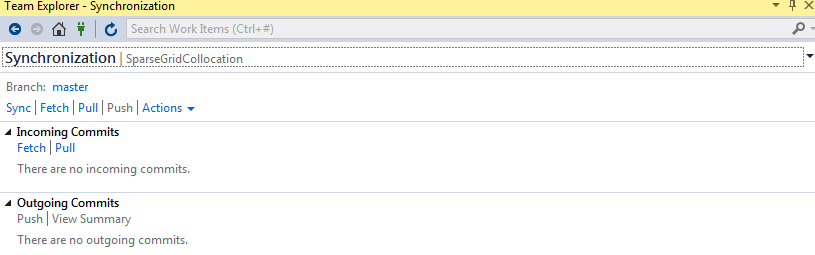 Team Explorer - Synchronization
Search Work Items (Ctrl+#)
Synchronization | SparseGridCollocation
Branch: master
Sync | Fetch | Pull | Push | Actions
Incoming Commits
Fetch | Pull
There are no incoming commits.
Outgoing Commits
Push | View Summary
There are no outgoing commits.